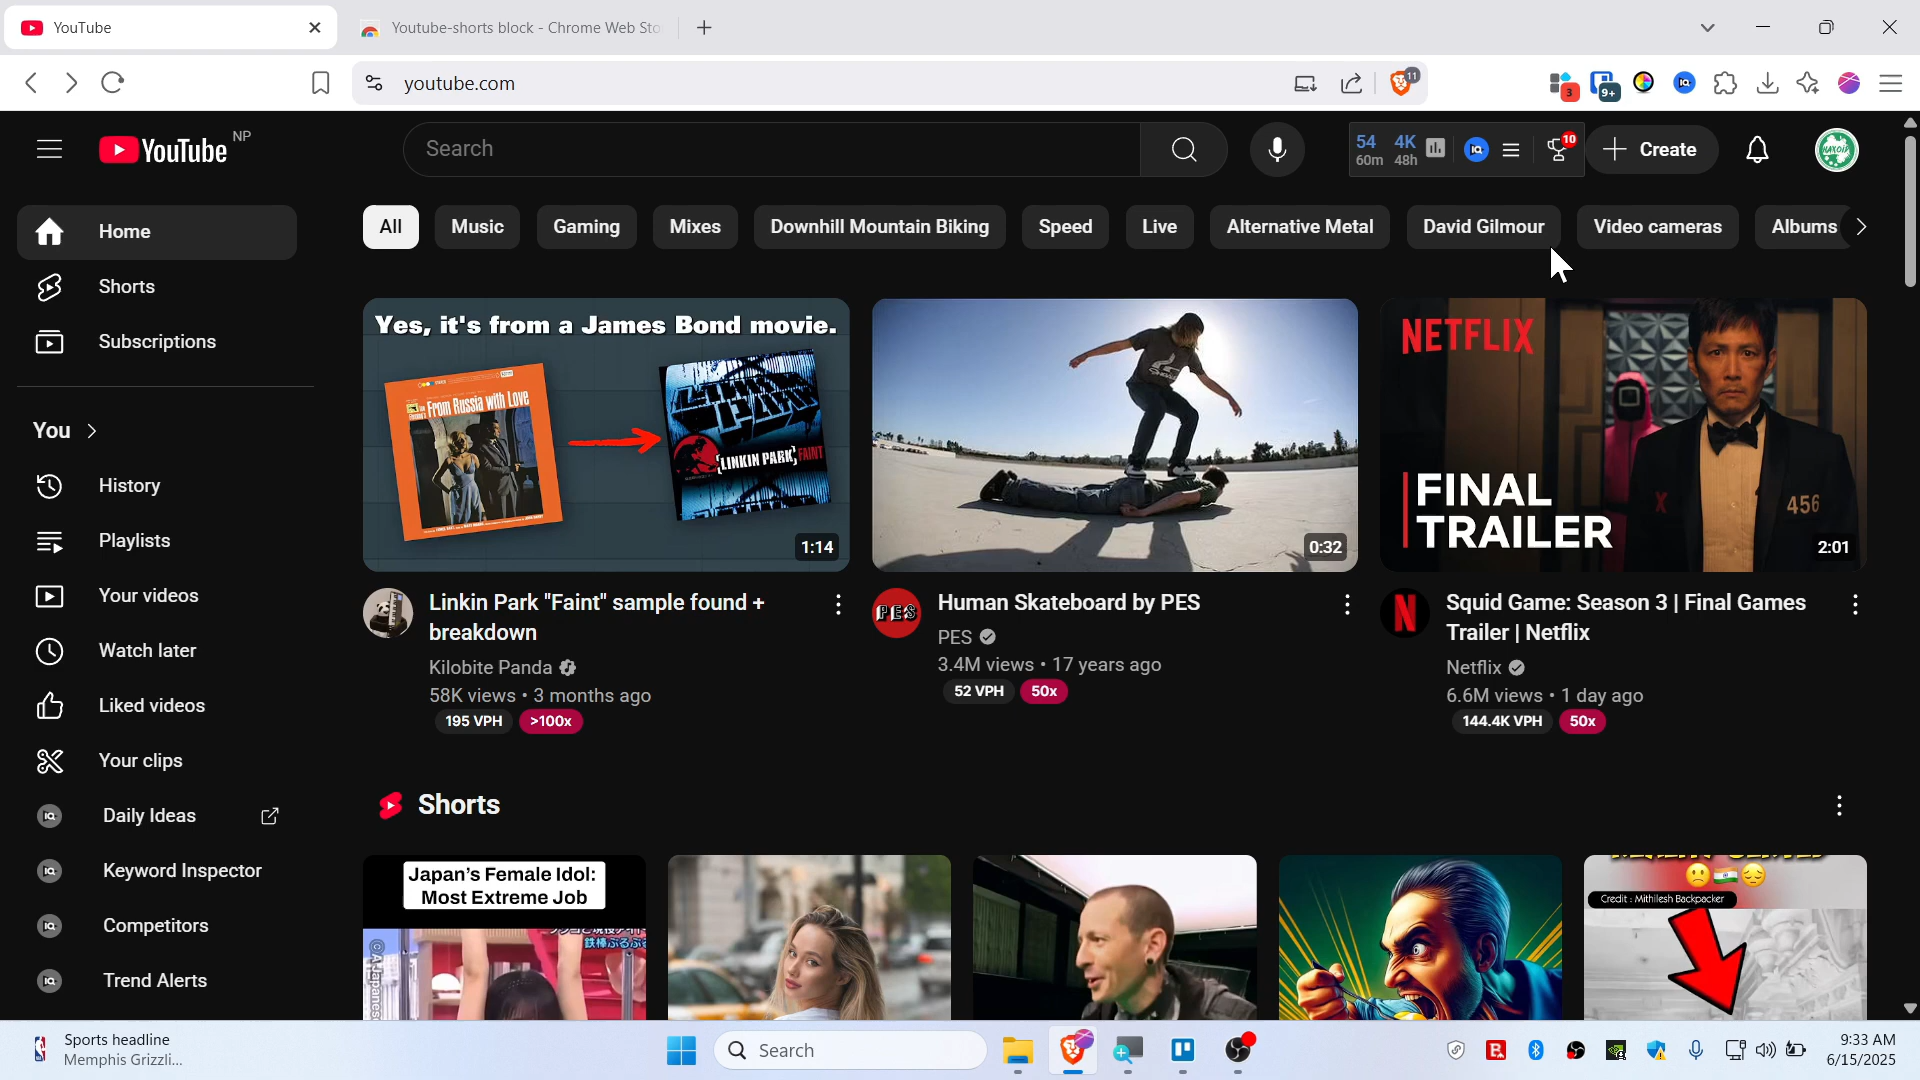 YouTube
Youtube-shorts block - Chrome Web Sto
youtube.com
11
3
9+
YouTube NP
Search
54 4K
60m 48h
10
Create
Home
Shorts
Subscriptions
You
History
Playlists
Your videos
Watch later
Liked videos
Your clips
Daily Ideas
Keyword Inspector
Competitors
Trend Alerts
All
Music
Gaming
Mixes
Downhill Mountain Biking
Speed
Live
Alternative Metal
David Gilmour
Video cameras
Albums
Yes, it's from a James Bond movie.
From Russia with Love
[LINKIN PARK] FAINT
1:14
Linkin Park "Faint" sample found +
breakdown
Kilobite Panda
58K views • 3 months ago
195 VPH >100x
0:32
PES
Human Skateboard by PES
PES
3.4M views • 17 years ago
52 VPH 50x
NETFLIX
FINAL
TRAILER
456
2:01
Squid Game: Season 3 | Final Games
Trailer | Netflix
Netflix
6.6M views • 1 day ago
144.4K VPH 50x
Shorts
Japan's Female Idol:
Most Extreme Job
Credit : Mithilesh Backpacker
Sports headline
Memphis Grizzli...
Search
9:33 AM
6/15/2025